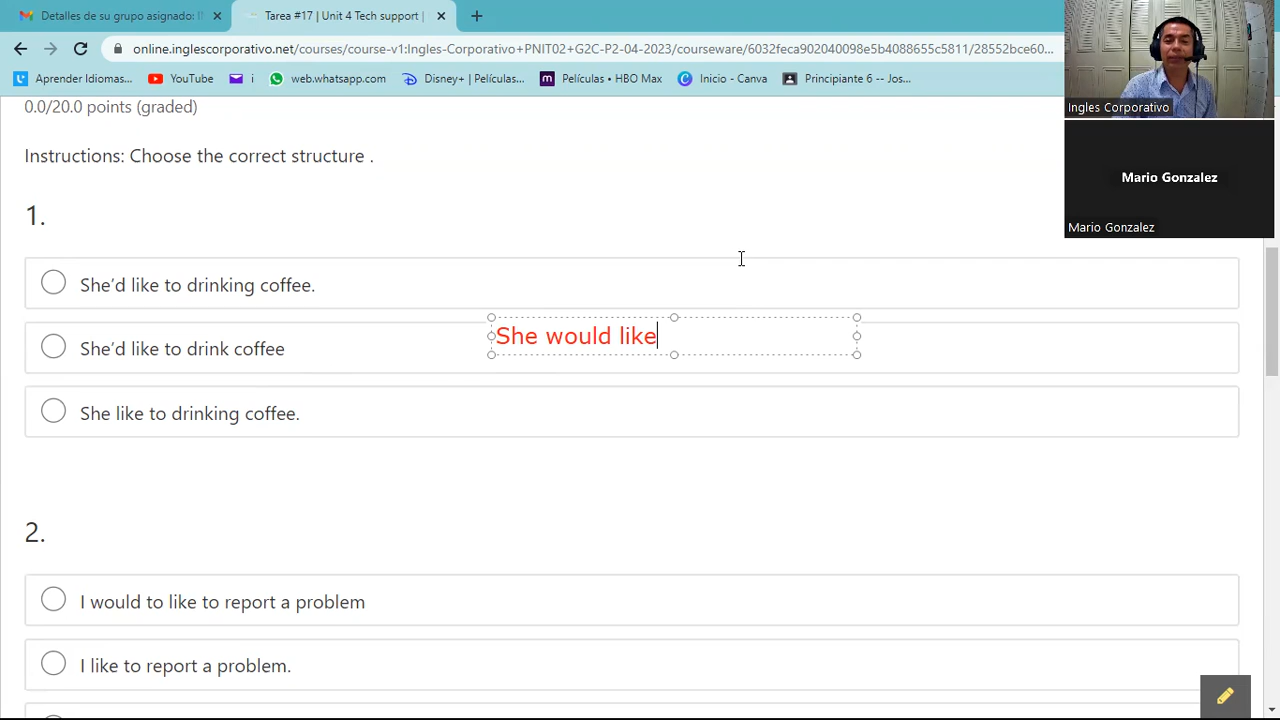 Detalles de su grupo asignado: I
Tarea #17 | Unit 4 Tech support |
online.inglescorporativo.net/courses/course-v1:Ingles-Corporativo+PNIT02+G2C-P2-04-2023/courseware/6032feca902040098e5b406b655c5811/28552bce60...
Aprender Idiomas...
YouTube
i
web.whatsapp.com
Disney+ | Películas...
Películas • HBO Max
Inicio - Canva
Principiante 6 -- Jos...
0.0/20.0 points (graded)
Instructions: Choose the correct structure .
1.
She’d like to drinking coffee.
She would like
She’d like to drink coffee
She like to drinking coffee.
2.
I would to like to report a problem
I like to report a problem.
Ingles Corporativo
Mario Gonzalez
Mario Gonzalez